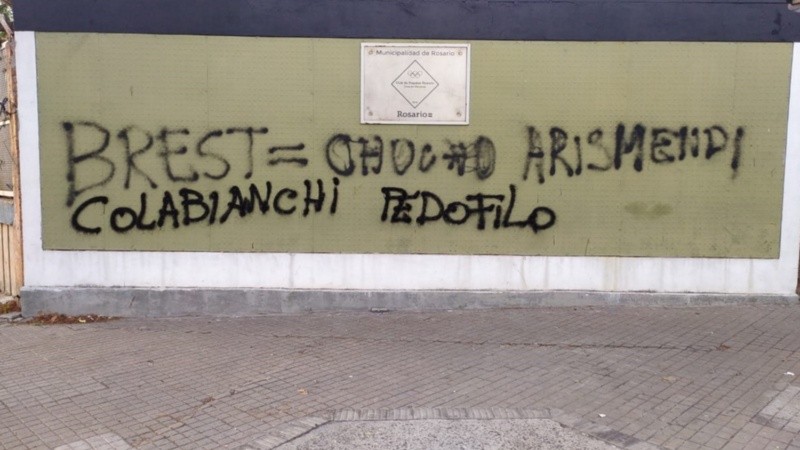 Municipalidad de Rosario
Rosario
BREST = CHOCHO ARISMENDI
COLABIANCHi PEDOFILO